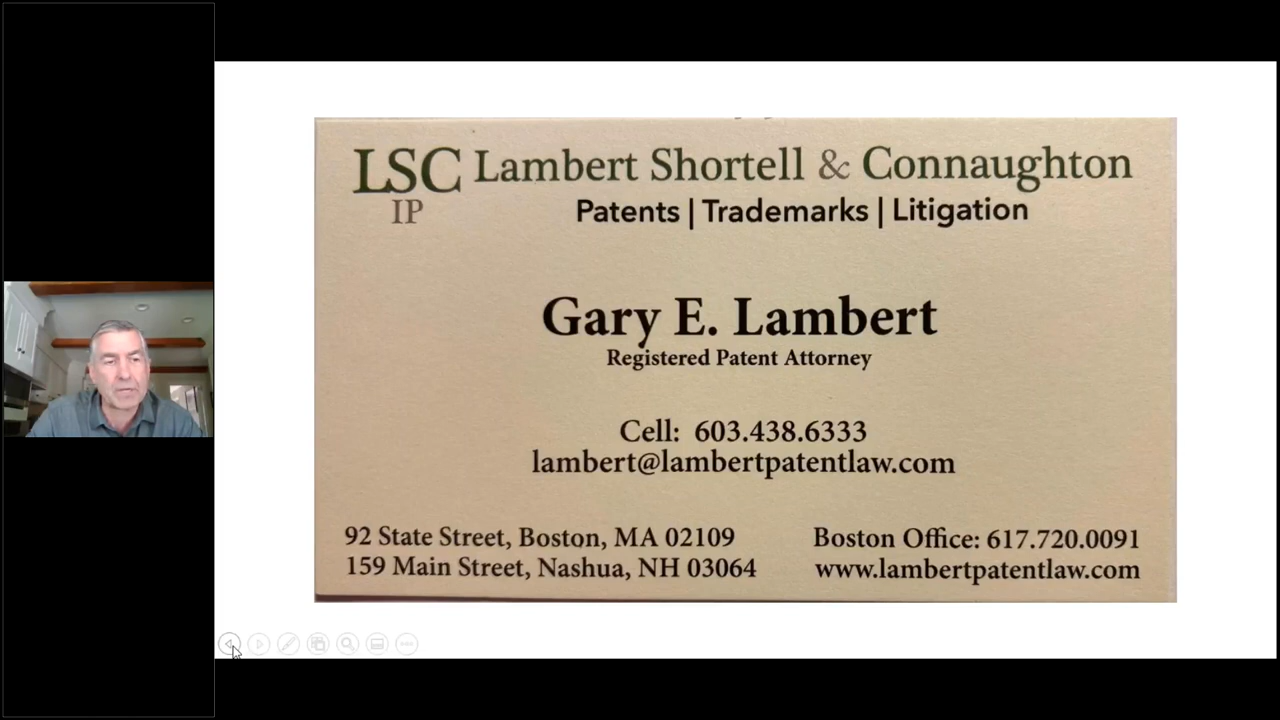 LSC Lambert Shortell & Connaughton
IP
Patents | Trademarks | Litigation
Gary E. Lambert
Registered Patent Attorney
Cell: 603.438.6333
lambert@lambertpatentlaw.com
92 State Street, Boston, MA 02109
Boston Office: 617.720.0091
159 Main Street, Nashua, NH 03064
www.lambertpatentlaw.com